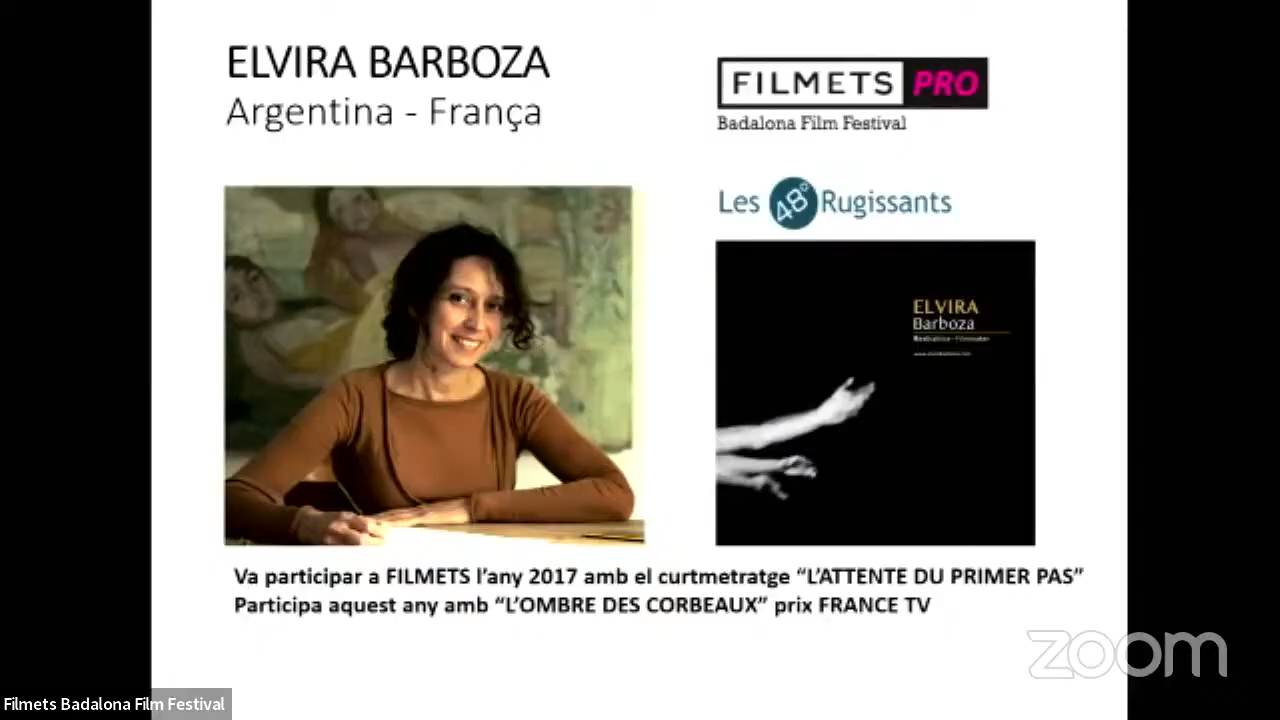 ELVIRA BARBOZA
Argentina - França
FILMETS PRO
Badalona Film Festival
Les 48° Rugissants
ELVIRA
Barboza
Va participar a FILMETS l'any 2017 amb el curtmetratge “L'ATTENTE DU PRIMER PAS”
Participa aquest any amb “L'OMBRE DES CORBEAUX” prix FRANCE TV
zoom
Filmets Badalona Film Festival